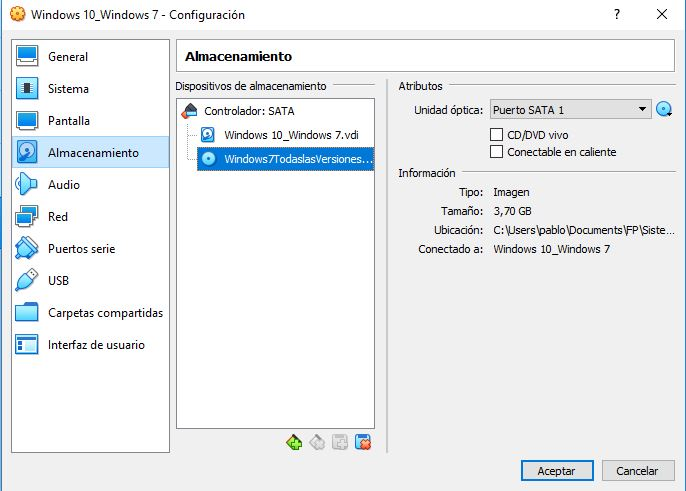 Windows 10_Windows 7 - Configuración
? ×
General
Sistema
Pantalla
Almacenamiento
Audio
Red
Puertos serie
USB
Carpetas compartidas
Interfaz de usuario
Almacenamiento
Dispositivos de almacenamiento
Controlador: SATA
Windows 10_Windows 7.vdi
Windows7TodaslasVersiones...
Atributos
Unidad óptica: Puerto SATA 1
CD/DVD vivo
Conectable en caliente
Información
Tipo: Imagen
Tamaño: 3,70 GB
Ubicación: C:\Users\pablo\Documents\FP\Siste...
Conectado a: Windows 10_Windows 7
Aceptar Cancelar